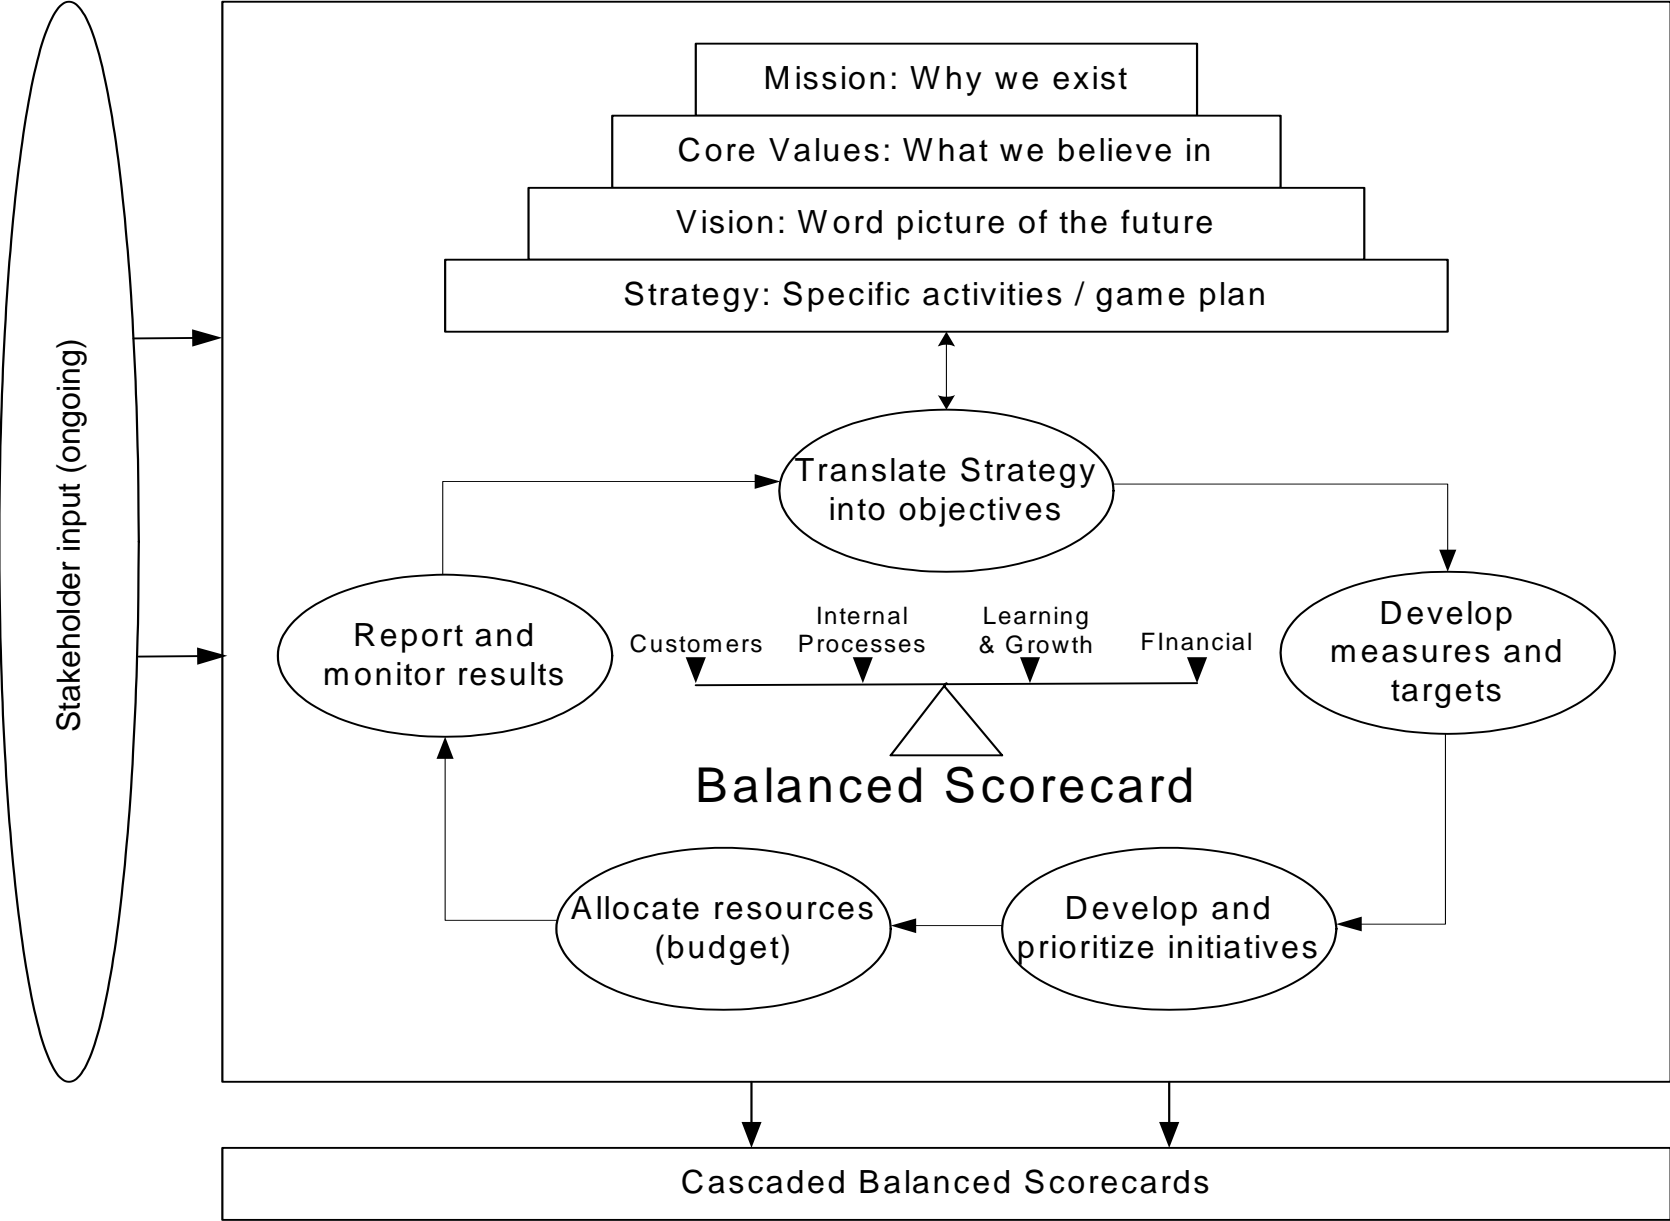 Mission: Why we exist
Core Values: What we believe in
Vision: Word picture of the future
Strategy: Specific activities / game plan
Stakeholder input (ongoing)
Translate Strategy
into objectives
Report and
monitor results
Customers
Internal
Processes
Learning
& Growth
FInancial
Develop
measures and
targets
Balanced Scorecard
Allocate resources
(budget)
Develop and
prioritize initiatives
Cascaded Balanced Scorecards